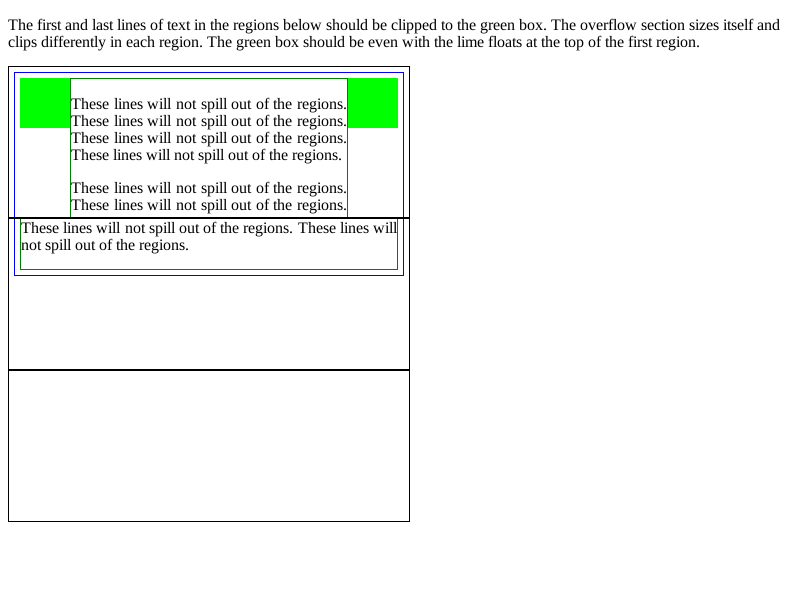 The first and last lines of text in the regions below should be clipped to the green box. The overflow section sizes itself and
clips differently in each region. The green box should be even with the lime floats at the top of the first region.
These lines will not spill out of the regions.
These lines will not spill out of the regions.
These lines will not spill out of the regions.
These lines will not spill out of the regions.
These lines will not spill out of the regions.
These lines will not spill out of the regions.
These lines will not spill out of the regions. These lines will
not spill out of the regions.